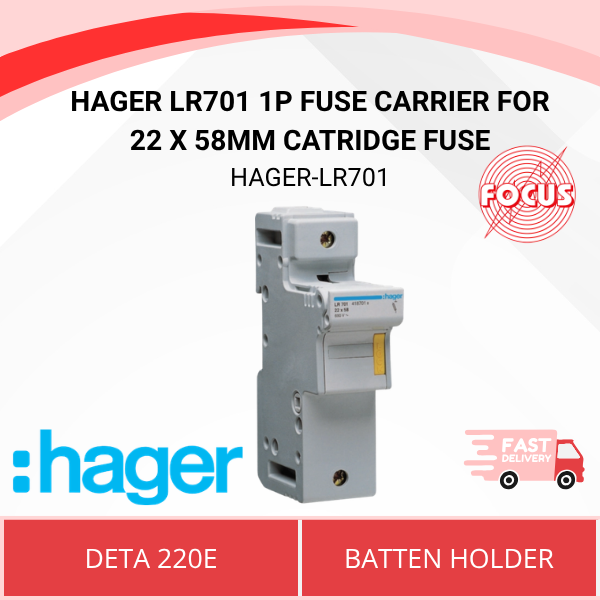 HAGER LR701 1P FUSE CARRIER FOR
22 X 58MM CATRIDGE FUSE
HAGER-LR701
FOCUS
:hager
LR 701
22 x 58
:hager
FAST
DELIVERY
DETA 220E
BATTEN HOLDER